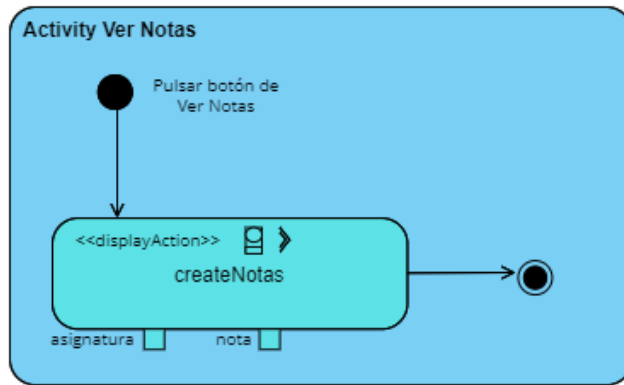 Activity Ver Notas
Pulsar botón de
Ver Notas
<<displayAction>>
createNotas
asignatura
nota